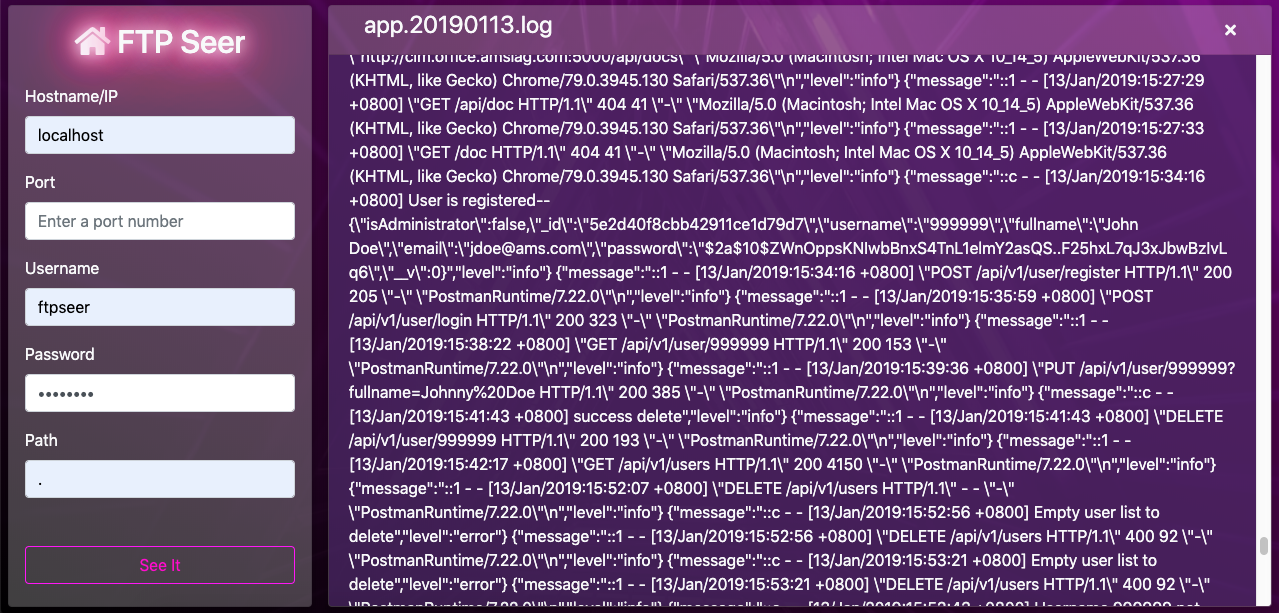 FTP Seer
Hostname/IP
localhost
Port
Enter a port number
Username
ftpseer
Password
••••••••
Path
.
See It
app.20190113.log
\"http://cim.office.amslag.com:5000/api/docs\" \"Mozilla/5.0 (Macintosh; Intel Mac OS X 10_14_5) AppleWebKit/537.36
(KHTML, like Gecko) Chrome/79.0.3945.130 Safari/537.36\"\n","level":"info"} {"message":"::1 - - [13/Jan/2019:15:27:29
+0800] \"GET /api/doc HTTP/1.1\" 404 41 \"-\" \"Mozilla/5.0 (Macintosh; Intel Mac OS X 10_14_5) AppleWebKit/537.36
(KHTML, like Gecko) Chrome/79.0.3945.130 Safari/537.36\"\n","level":"info"} {"message":"::1 - - [13/Jan/2019:15:27:33
+0800] \"GET /doc HTTP/1.1\" 404 41 \"-\" \"Mozilla/5.0 (Macintosh; Intel Mac OS X 10_14_5) AppleWebKit/537.36
(KHTML, like Gecko) Chrome/79.0.3945.130 Safari/537.36\"\n","level":"info"} {"message":"::c - - [13/Jan/2019:15:34:16
+0800] User is registered--
{\"isAdministrator\":false,\"_id\":\"5e2d40f8cbb42911ce1d79d7\",\"username\":\"999999\",\"fullname\":\"John
Doe\",\"email\":\"jdoe@ams.com\",\"password\":\"$2a$10$ZWnOppsKNIwbBnxS4TnL1elmY2asQS..F25hxL7qJ3xJbwBzIvL
q6\",\"__v\":0}","level":"info"} {"message":"::1 - - [13/Jan/2019:15:34:16 +0800] \"POST /api/v1/user/register HTTP/1.1\" 200
205 \"-\" \"PostmanRuntime/7.22.0\"\n","level":"info"} {"message":"::1 - - [13/Jan/2019:15:35:59 +0800] \"POST
/api/v1/user/login HTTP/1.1\" 200 323 \"-\" \"PostmanRuntime/7.22.0\"\n","level":"info"} {"message":"::1 - -
[13/Jan/2019:15:38:22 +0800] \"GET /api/v1/user/999999 HTTP/1.1\" 200 153 \"-\"
\"PostmanRuntime/7.22.0\"\n","level":"info"} {"message":"::1 - - [13/Jan/2019:15:39:36 +0800] \"PUT /api/v1/user/999999?
fullname=Johnny%20Doe HTTP/1.1\" 200 385 \"-\" \"PostmanRuntime/7.22.0\"\n","level":"info"} {"message":"::c - -
[13/Jan/2019:15:41:43 +0800] success delete","level":"info"} {"message":"::1 - - [13/Jan/2019:15:41:43 +0800] \"DELETE
/api/v1/user/999999 HTTP/1.1\" 200 193 \"-\" \"PostmanRuntime/7.22.0\"\n","level":"info"} {"message":"::1 - -
[13/Jan/2019:15:42:17 +0800] \"GET /api/v1/users HTTP/1.1\" 200 4150 \"-\" \"PostmanRuntime/7.22.0\"\n","level":"info"}
{"message":"::1 - - [13/Jan/2019:15:52:07 +0800] \"DELETE /api/v1/users HTTP/1.1\" - - \"-\"
\"PostmanRuntime/7.22.0\"\n","level":"info"} {"message":"::c - - [13/Jan/2019:15:52:56 +0800] Empty user list to
delete","level":"error"} {"message":"::1 - - [13/Jan/2019:15:52:56 +0800] \"DELETE /api/v1/users HTTP/1.1\" 400 92 \"-\"
\"PostmanRuntime/7.22.0\"\n","level":"info"} {"message":"::c - - [13/Jan/2019:15:53:21 +0800] Empty user list to
delete","level":"error"} {"message":"::1 - - [13/Jan/2019:15:53:21 +0800] \"DELETE /api/v1/users HTTP/1.1\" 400 92 \"-\"